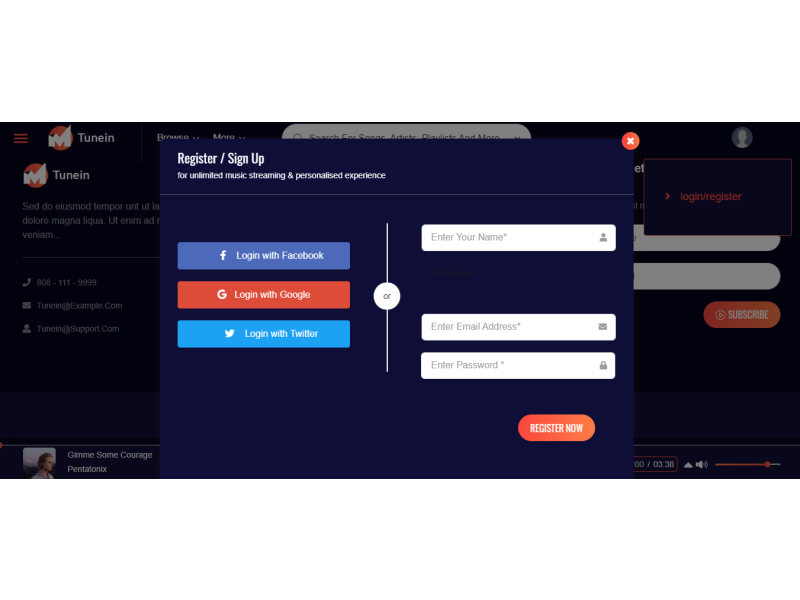 Tunein
Browse
More
Search For Songs, Artists, Playlists And More
Register / Sign Up
for unlimited music streaming & personalised experience
Tunein
login/register
Sed do eiusmod tempor unt ut la
dolore magna liqua. Ut enim ad
veniam...
Login with Facebook
Login with Google
Login with Twitter
or
Enter Your Name*
Enter Email Address*
Enter Password *
808 - 111 - 9999
Tunein@Example.Com
Tunein@Support.Com
SUBSCRIBE
REGISTER NOW
Gimme Some Courage
Pentatonix
:00 / 03:38